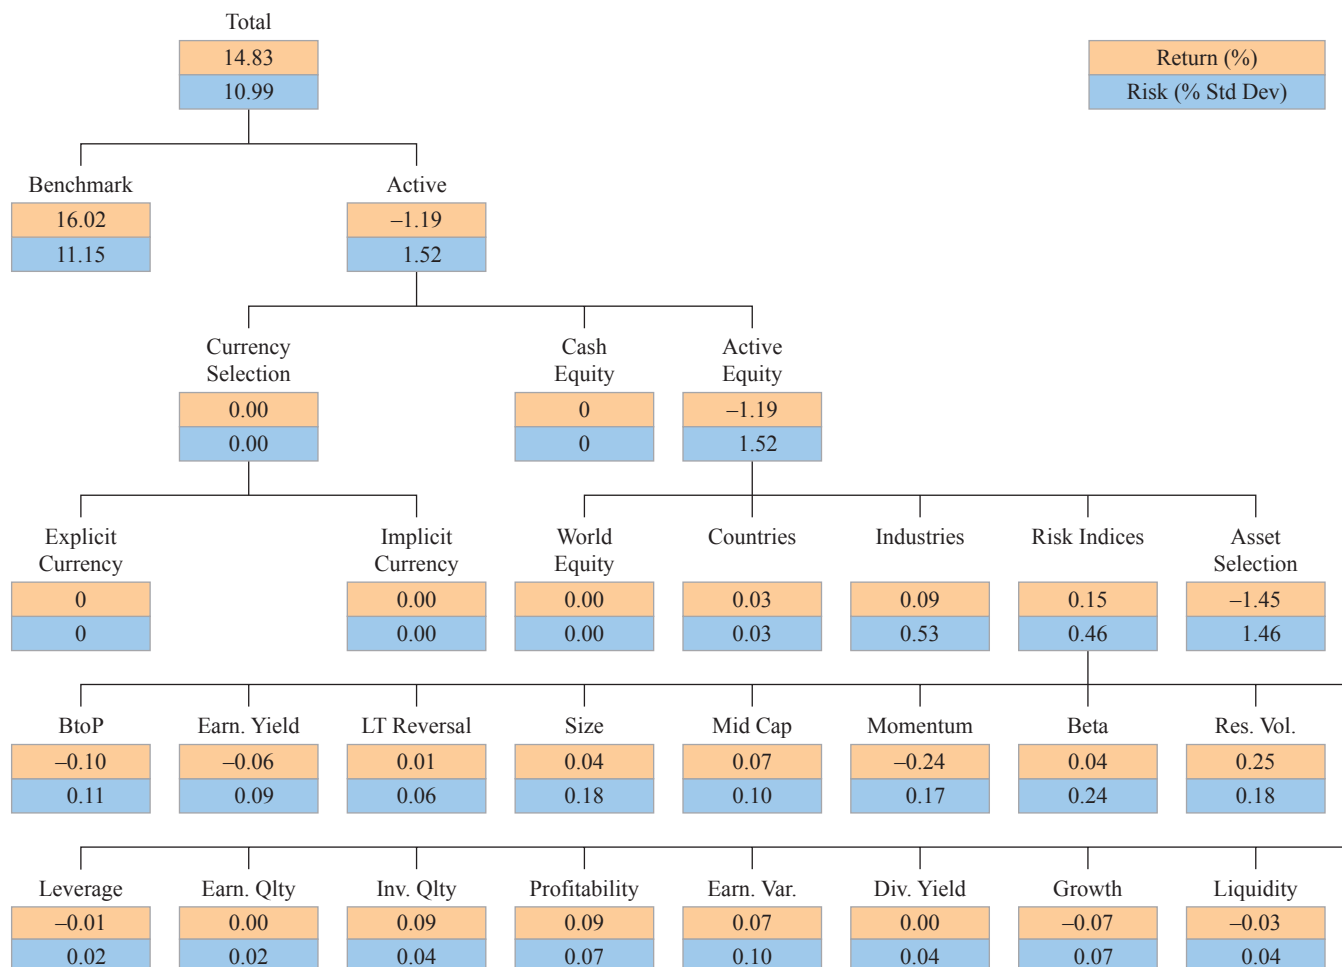 Total
14.83
10.99
Return (%)
Risk (% Std Dev)
Benchmark
16.02
11.15
Active
–1.19
1.52
Currency
Selection
0.00
0.00
Cash
Equity
0
0
Active
Equity
–1.19
1.52
Explicit
Currency
0
0
Implicit
Currency
0.00
0.00
World
Equity
0.00
0.00
Countries
0.03
0.03
Industries
0.09
0.53
Risk Indices
0.15
0.46
Asset
Selection
–1.45
1.46
BtoP
–0.10
0.11
Earn. Yield
–0.06
0.09
LT Reversal
0.01
0.06
Size
0.04
0.18
Mid Cap
0.07
0.10
Momentum
–0.24
0.17
Beta
0.04
0.24
Res. Vol.
0.25
0.18
Leverage
–0.01
0.02
Earn. Qlty
0.00
0.02
Inv. Qlty
0.09
0.04
Profitability
0.09
0.07
Earn. Var.
0.07
0.10
Div. Yield
0.00
0.04
Growth
–0.07
0.07
Liquidity
–0.03
0.04